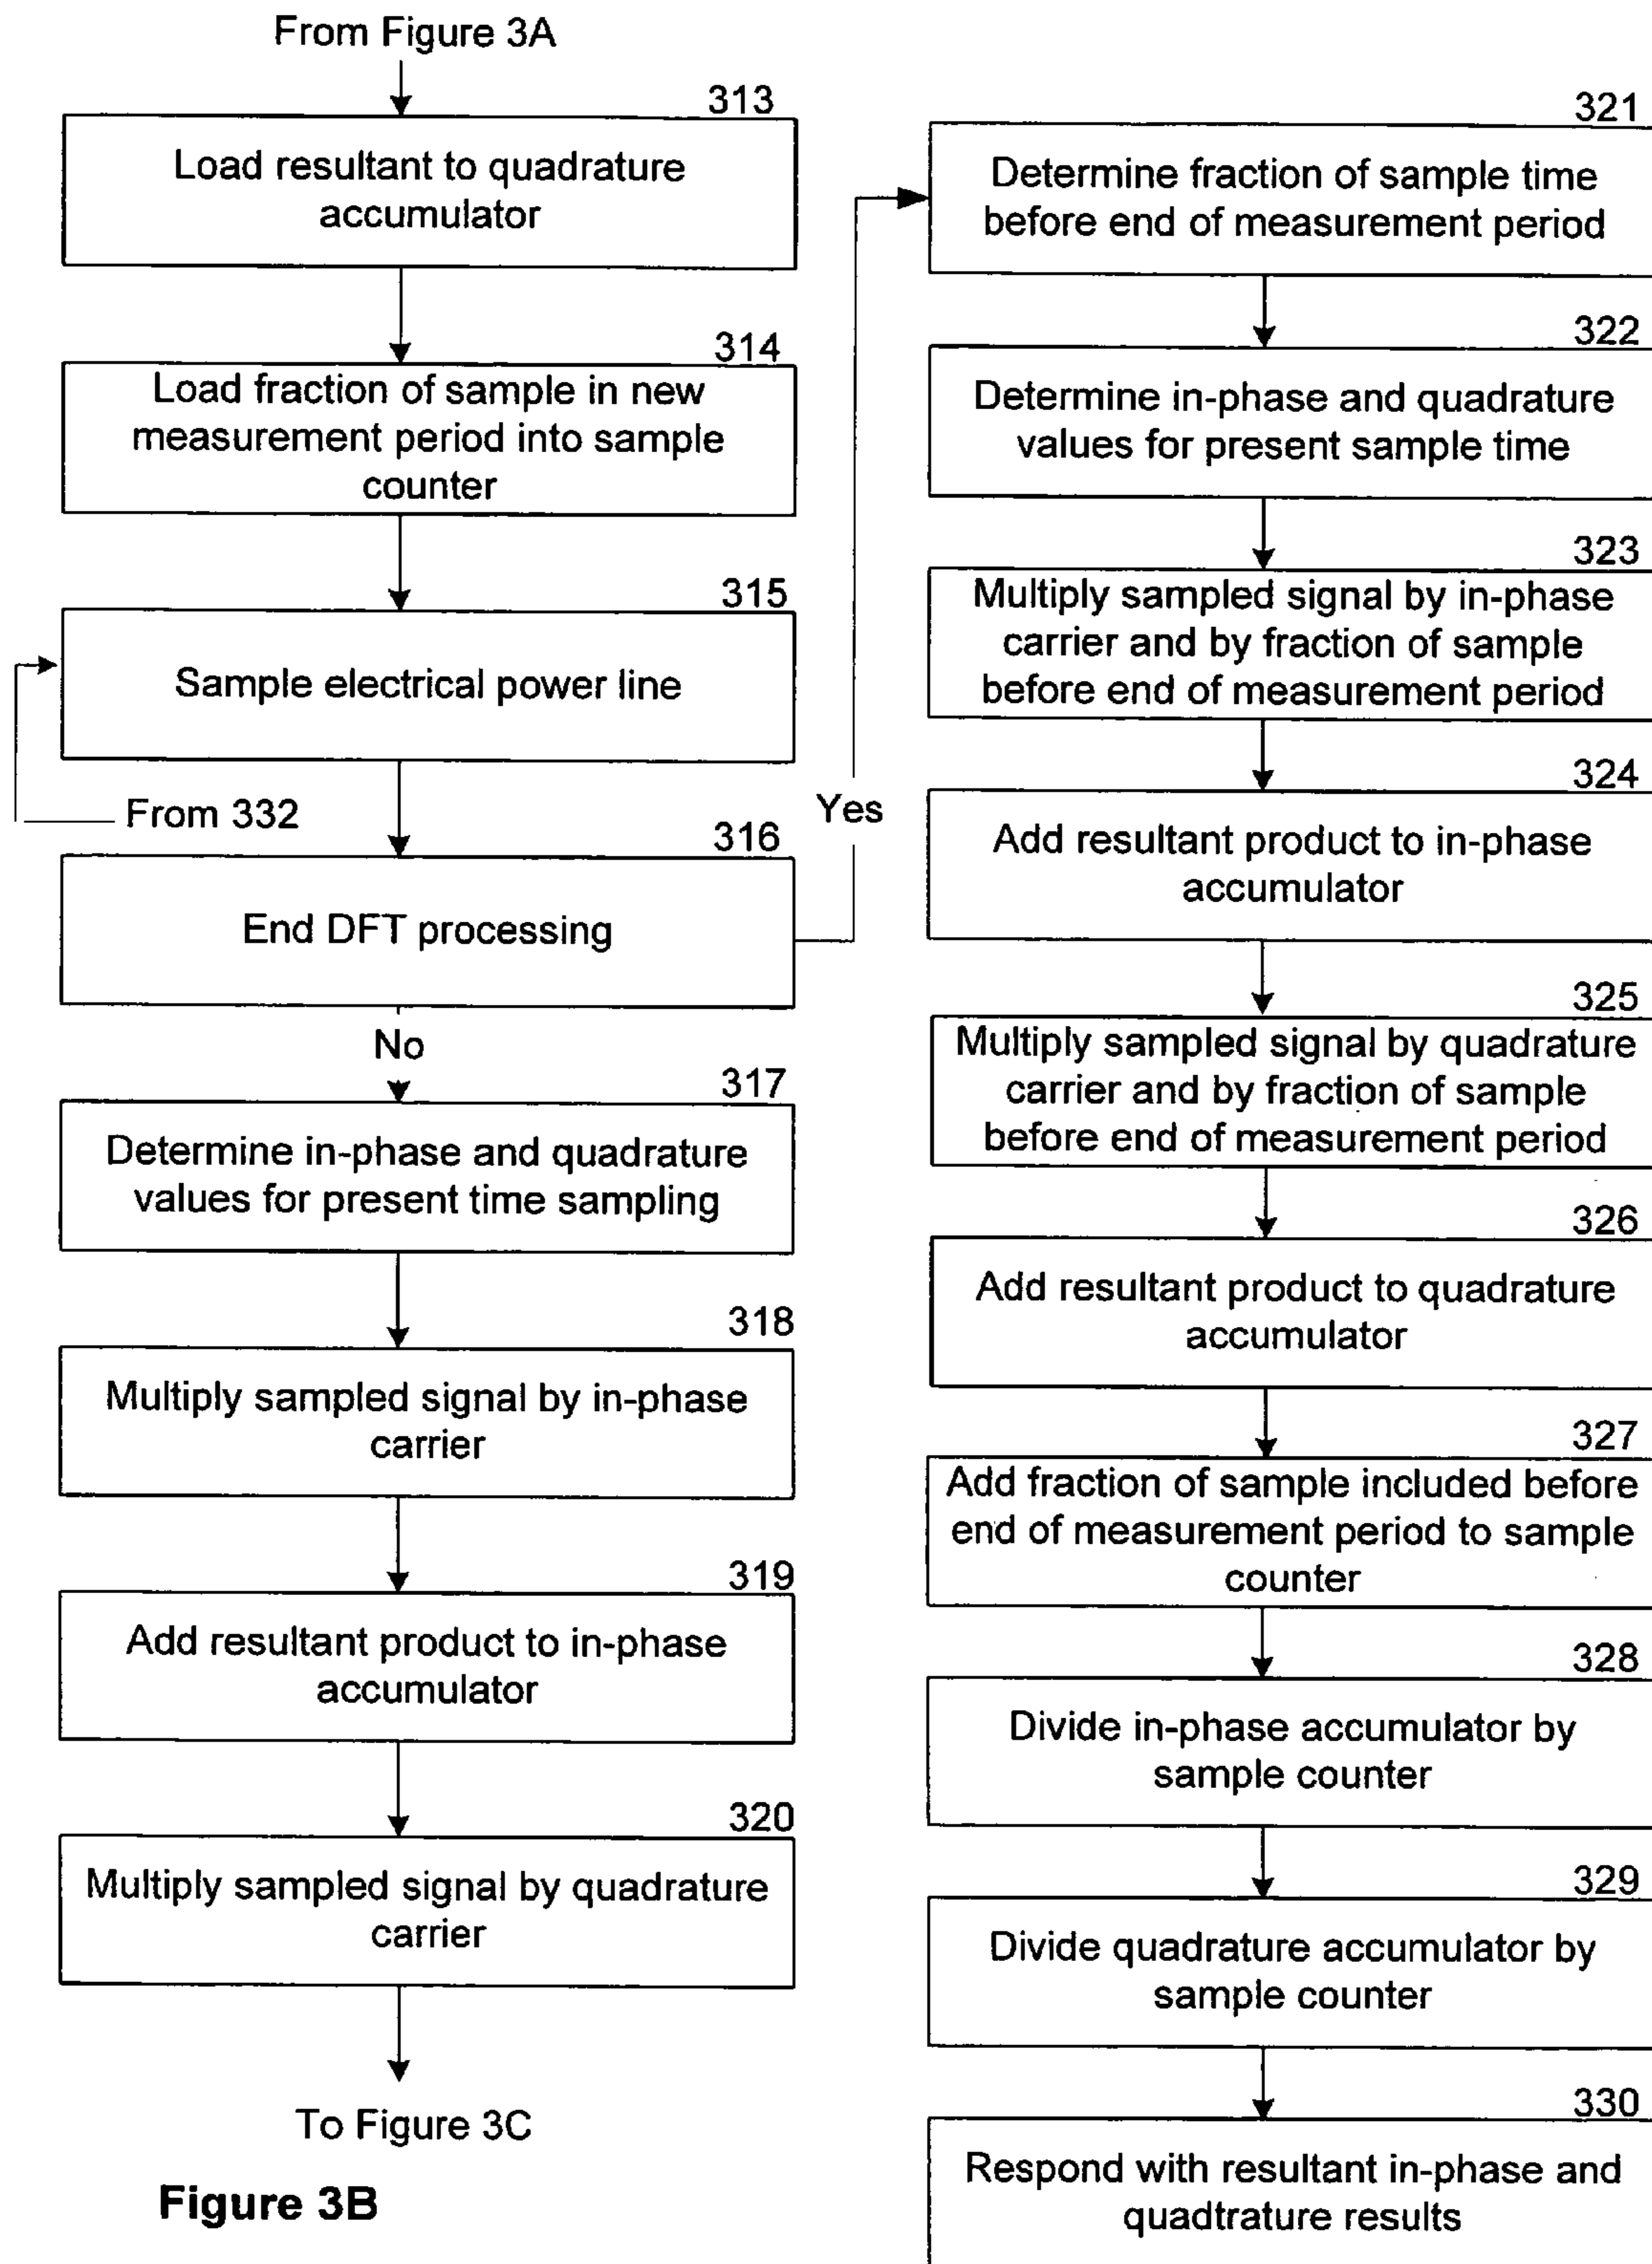 From Figure 3A
313
Load resultant to quadrature
accumulator
314
Load fraction of sample in new
measurement period into sample
counter
315
Sample electrical power line
From 332
316
End DFT processing
Yes
No
317
Determine in-phase and quadrature
values for present time sampling
318
Multiply sampled signal by in-phase
carrier
319
Add resultant product to in-phase
accumulator
320
Multiply sampled signal by quadrature
carrier
To Figure 3C
Figure 3B
321
Determine fraction of sample time
before end of measurement period
322
Determine in-phase and quadrature
values for present sample time
323
Multiply sampled signal by in-phase
carrier and by fraction of sample
before end of measurement period
324
Add resultant product to in-phase
accumulator
325
Multiply sampled signal by quadrature
carrier and by fraction of sample
before end of measurement period
326
Add resultant product to quadrature
accumulator
327
Add fraction of sample included before
end of measurement period to sample
counter
328
Divide in-phase accumulator by
sample counter
329
Divide quadrature accumulator by
sample counter
330
Respond with resultant in-phase and
quadtrature results